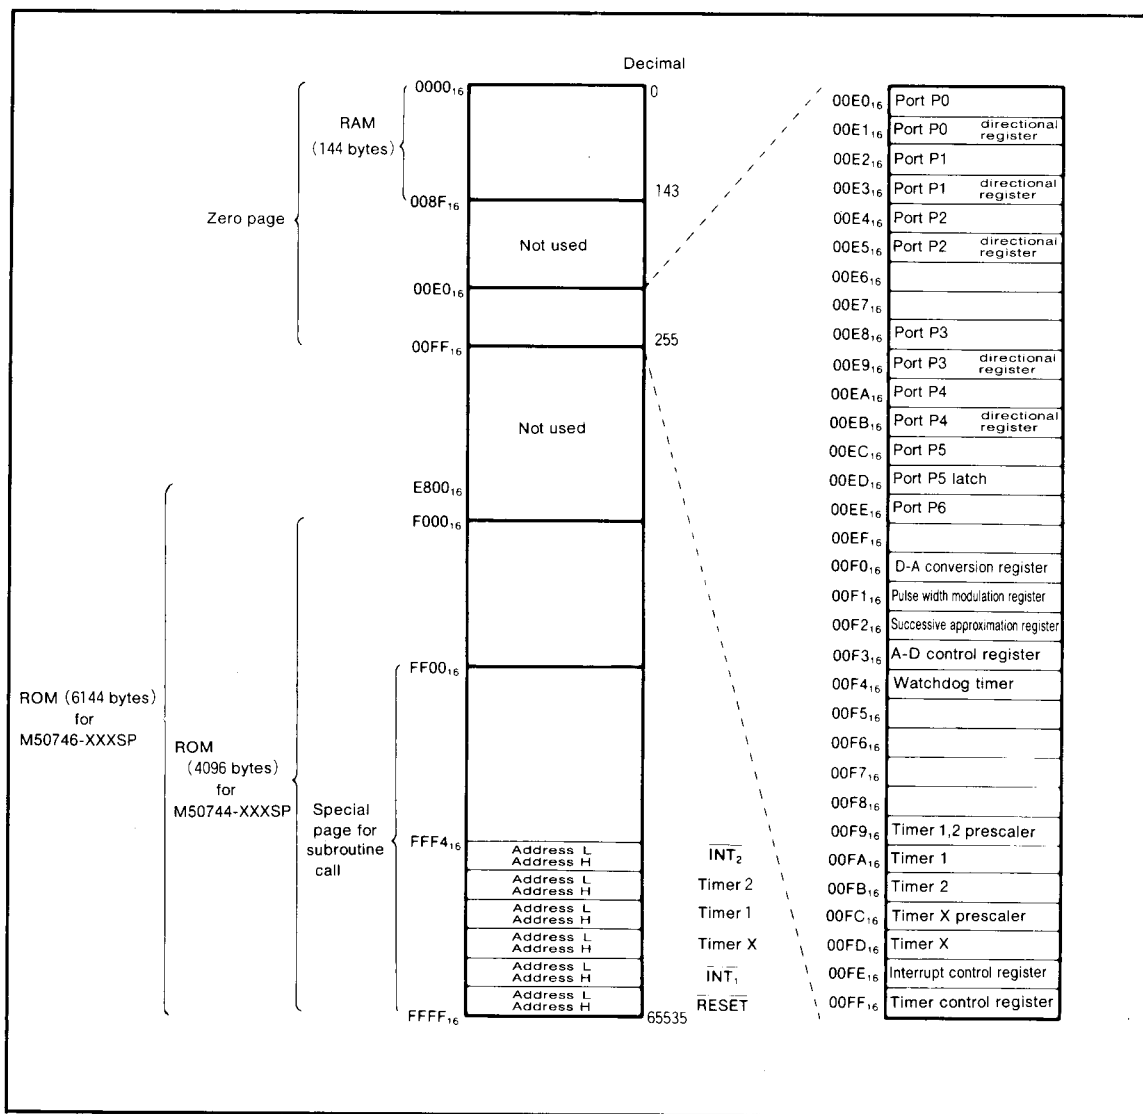 Decimal
0000₁₆
0
RAM
(144 bytes)
143
008F₁₆
Zero page
Not used
00E0₁₆
255
00FF₁₆
Not used
E800₁₆
F000₁₆
FF00₁₆
ROM (6144 bytes)
for
M50746-XXXSP
ROM
(4096 bytes)
for
M50744-XXXSP
Special
page for
subroutine
call
FFF4₁₆
Address L
Address H
I̅N̅T̅₂
Address L
Address H
Timer 2
Address L
Address H
Timer 1
Address L
Address H
Timer X
Address L
Address H
I̅N̅T̅₁
Address L
Address H
R̅E̅S̅E̅T̅
FFFF₁₆
65535
00E0₁₆ Port P0
00E1₁₆ Port P0 directional
register
00E2₁₆ Port P1
00E3₁₆ Port P1 directional
register
00E4₁₆ Port P2
00E5₁₆ Port P2 directional
register
00E6₁₆
00E7₁₆
00E8₁₆ Port P3
00E9₁₆ Port P3 directional
register
00EA₁₆ Port P4
00EB₁₆ Port P4 directional
register
00EC₁₆ Port P5
00ED₁₆ Port P5 latch
00EE₁₆ Port P6
00EF₁₆
00F0₁₆ D-A conversion register
00F1₁₆ Pulse width modulation register
00F2₁₆ Successive approximation register
00F3₁₆ A-D control register
00F4₁₆ Watchdog timer
00F5₁₆
00F6₁₆
00F7₁₆
00F8₁₆
00F9₁₆ Timer 1,2 prescaler
00FA₁₆ Timer 1
00FB₁₆ Timer 2
00FC₁₆ Timer X prescaler
00FD₁₆ Timer X
00FE₁₆ Interrupt control register
00FF₁₆ Timer control register